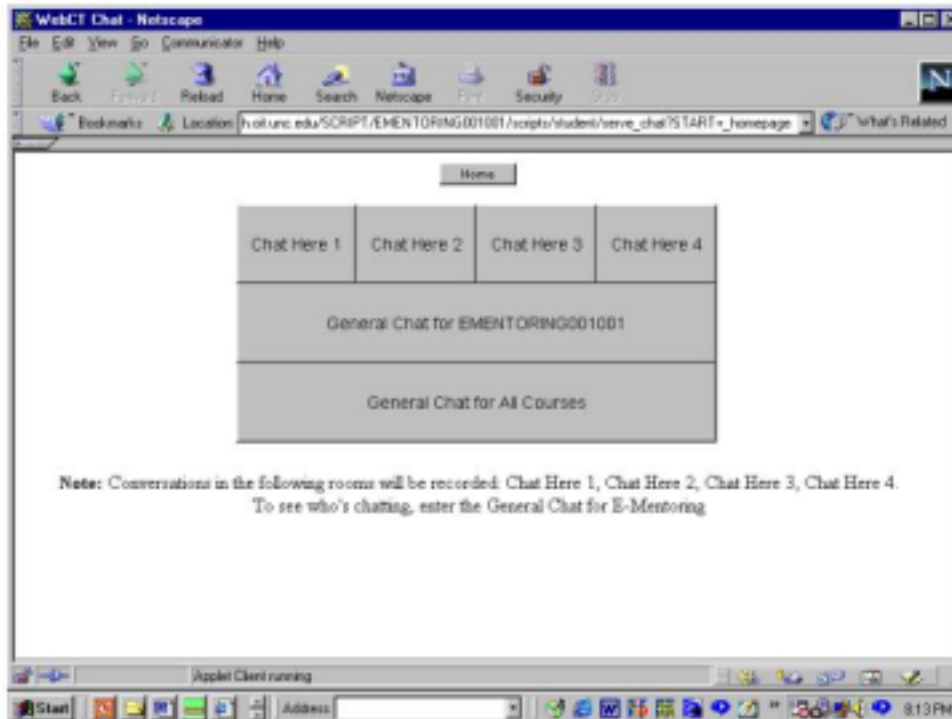 WebCT Chat - Netscape
File Edit View Go Communicator Help
Back Forward Reload Home Search Netscape Print Security Stop
Bookmarks Location: h.oit.unc.edu/SCRIPT/EMENTORING001001/scripts/student/serve_chat?START+_homepage What's Related
Home
Chat Here 1 Chat Here 2 Chat Here 3 Chat Here 4
General Chat for EMENTORING001001
General Chat for All Courses
Note: Conversations in the following rooms will be recorded: Chat Here 1, Chat Here 2, Chat Here 3, Chat Here 4.
To see who's chatting, enter the General Chat for E-Mentoring
Applet Client running
Start Address 8:13 PM